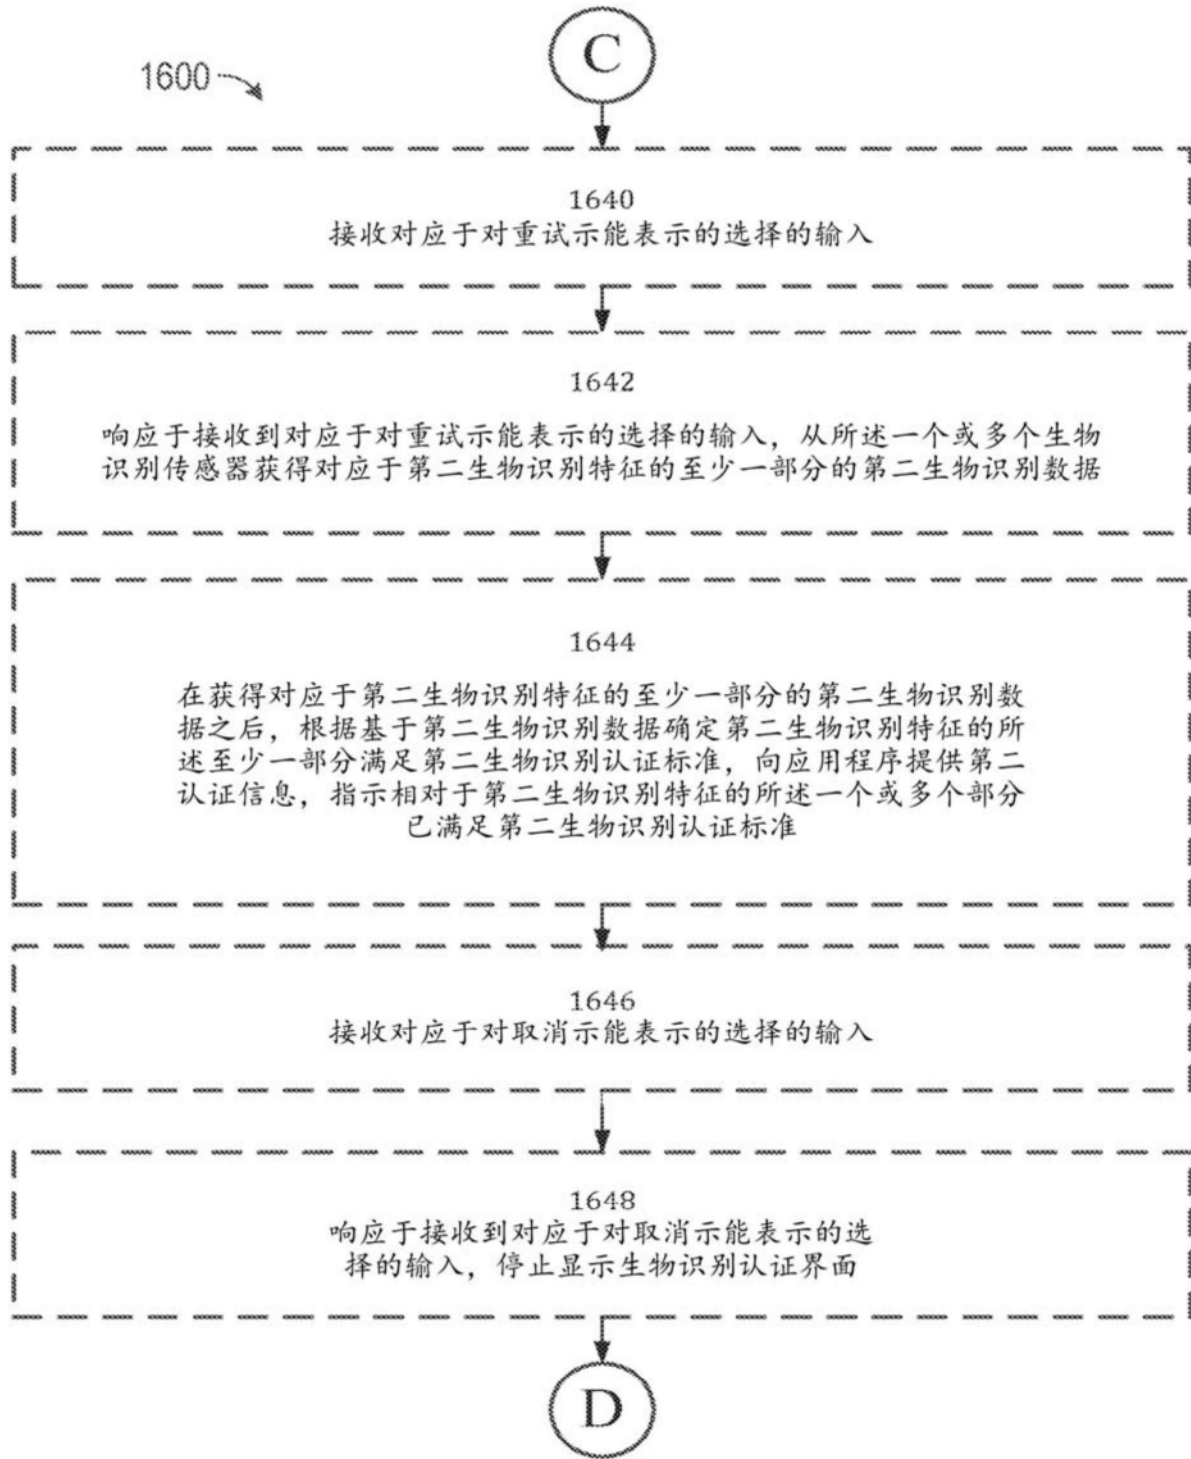 C
1600
1640
接收对应于对重试示能表示的选择的输入
1642
响应于接收到对应于对重试示能表示的选择的输入，从所述一个或多个生物
识别传感器获得对应于第二生物识别特征的至少一部分的第二生物识别数据
1644
在获得对应于第二生物识别特征的至少一部分的第二生物识别数
据之后，根据基于第二生物识别数据确定第二生物识别特征的所
述至少一部分满足第二生物识别认证标准，向应用程序提供第二
认证信息，指示相对于第二生物识别特征的所述一个或多个部分
已满足第二生物识别认证标准
1646
接收对应于对取消示能表示的选择的输入
1648
响应于接收到对应于对取消示能表示的选
择的输入，停止显示生物识别认证界面
D